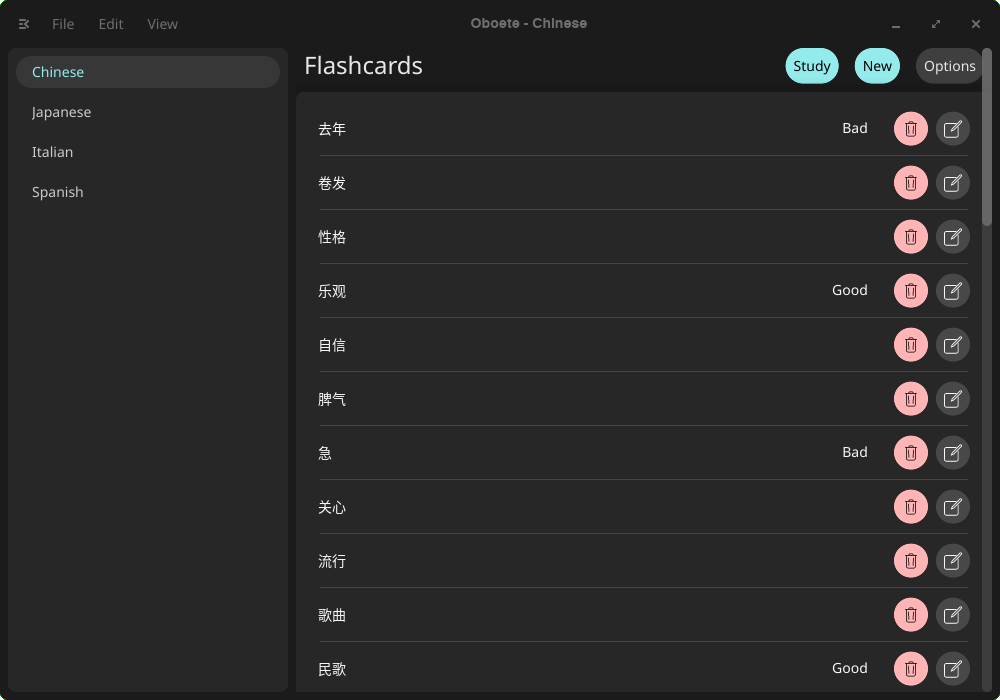 File Edit View Oboete - Chinese
Chinese
Japanese
Italian
Spanish
Flashcards Study New Options
去年 Bad
卷发
性格
乐观 Good
自信
脾气
急 Bad
关心
流行
歌曲
民歌 Good